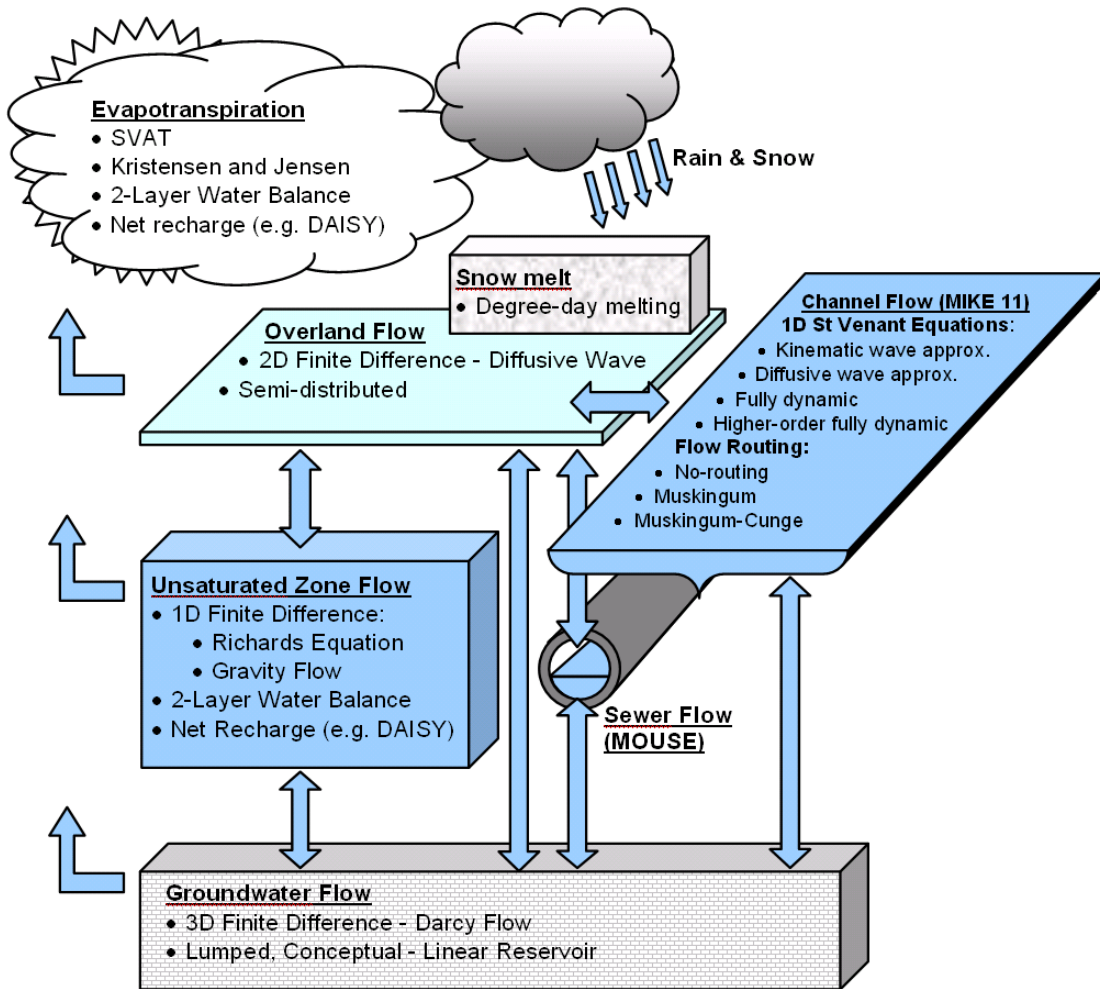 Evapotranspiration
• SVAT
• Kristensen and Jensen
• 2-Layer Water Balance
• Net recharge (e.g. DAISY)
Rain & Snow
Snow melt
• Degree-day melting
Overland Flow
• 2D Finite Difference - Diffusive Wave
• Semi-distributed
Channel Flow (MIKE 11)
1D St Venant Equations:
• Kinematic wave approx.
• Diffusive wave approx.
• Fully dynamic
• Higher-order fully dynamic
Flow Routing:
• No-routing
• Muskingum
• Muskingum-Cunge
Unsaturated Zone Flow
• 1D Finite Difference:
• Richards Equation
• Gravity Flow
• 2-Layer Water Balance
• Net Recharge (e.g. DAISY)
Sewer Flow
(MOUSE)
Groundwater Flow
• 3D Finite Difference - Darcy Flow
• Lumped, Conceptual - Linear Reservoir